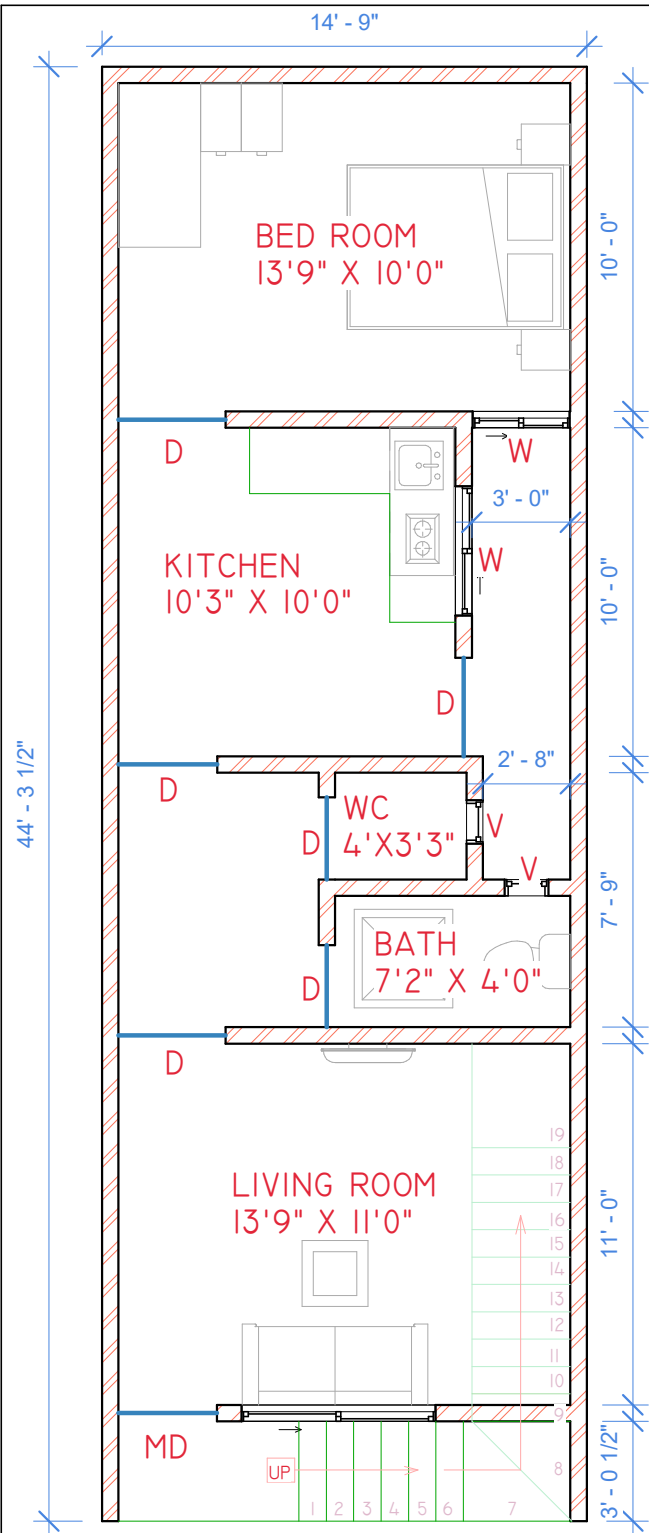 14' - 9"
BED ROOM
13'9" X 10'0"
10' - 0"
D
W
3' - 0"
KITCHEN
10'3" X 10'0"
W
10' - 0"
D
44' - 3 1/2"
D
2' - 8"
WC
4'X3'3"
D
V
V
7' - 9"
BATH
7'2" X 4'0"
D
D
LIVING ROOM
13'9" X 11'0"
11' - 0"
19
18
17
16
15
14
13
12
11
10
9
8
MD
UP
1 2 3 4 5 6 7
3' - 0 1/2"